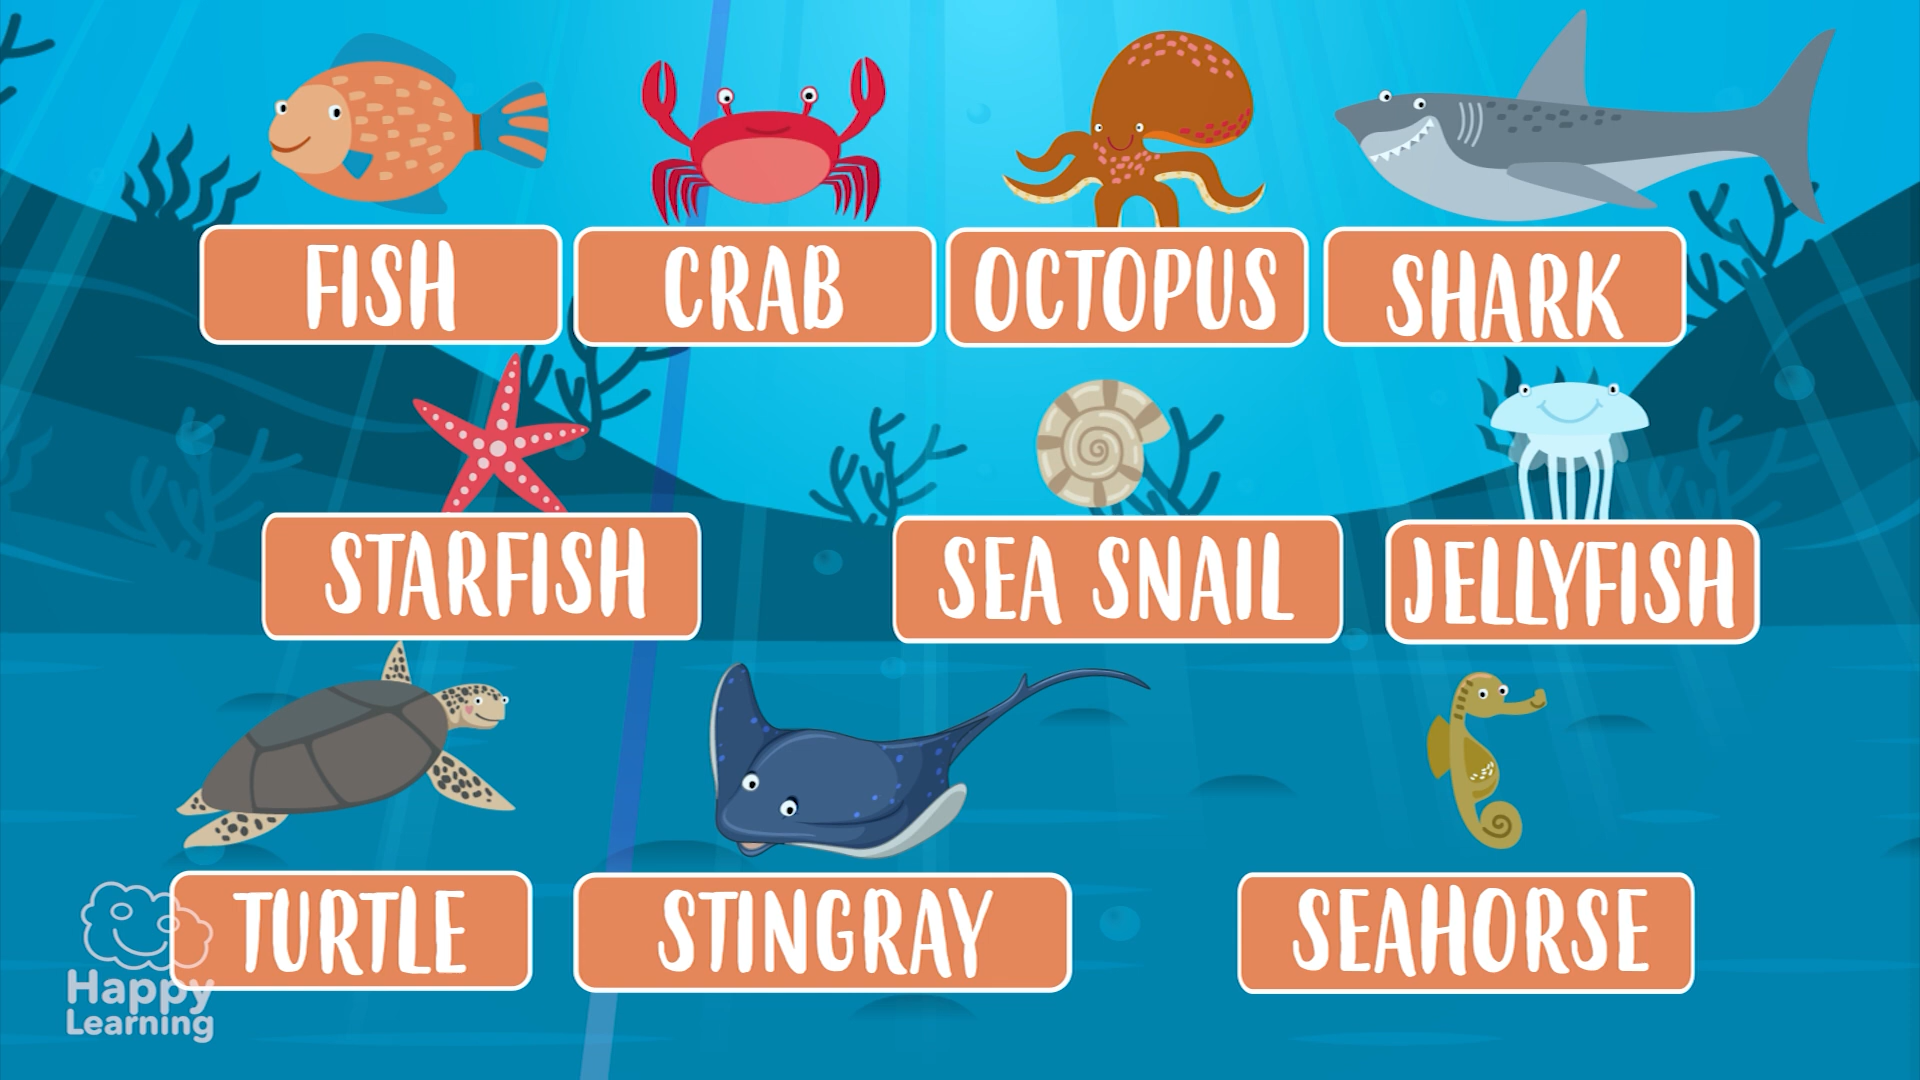 FISH
CRAB
OCTOPUS
SHARK
STARFISH
SEA SNAIL
JELLYFISH
TURTLE
STINGRAY
SEAHORSE
Happy
Learning